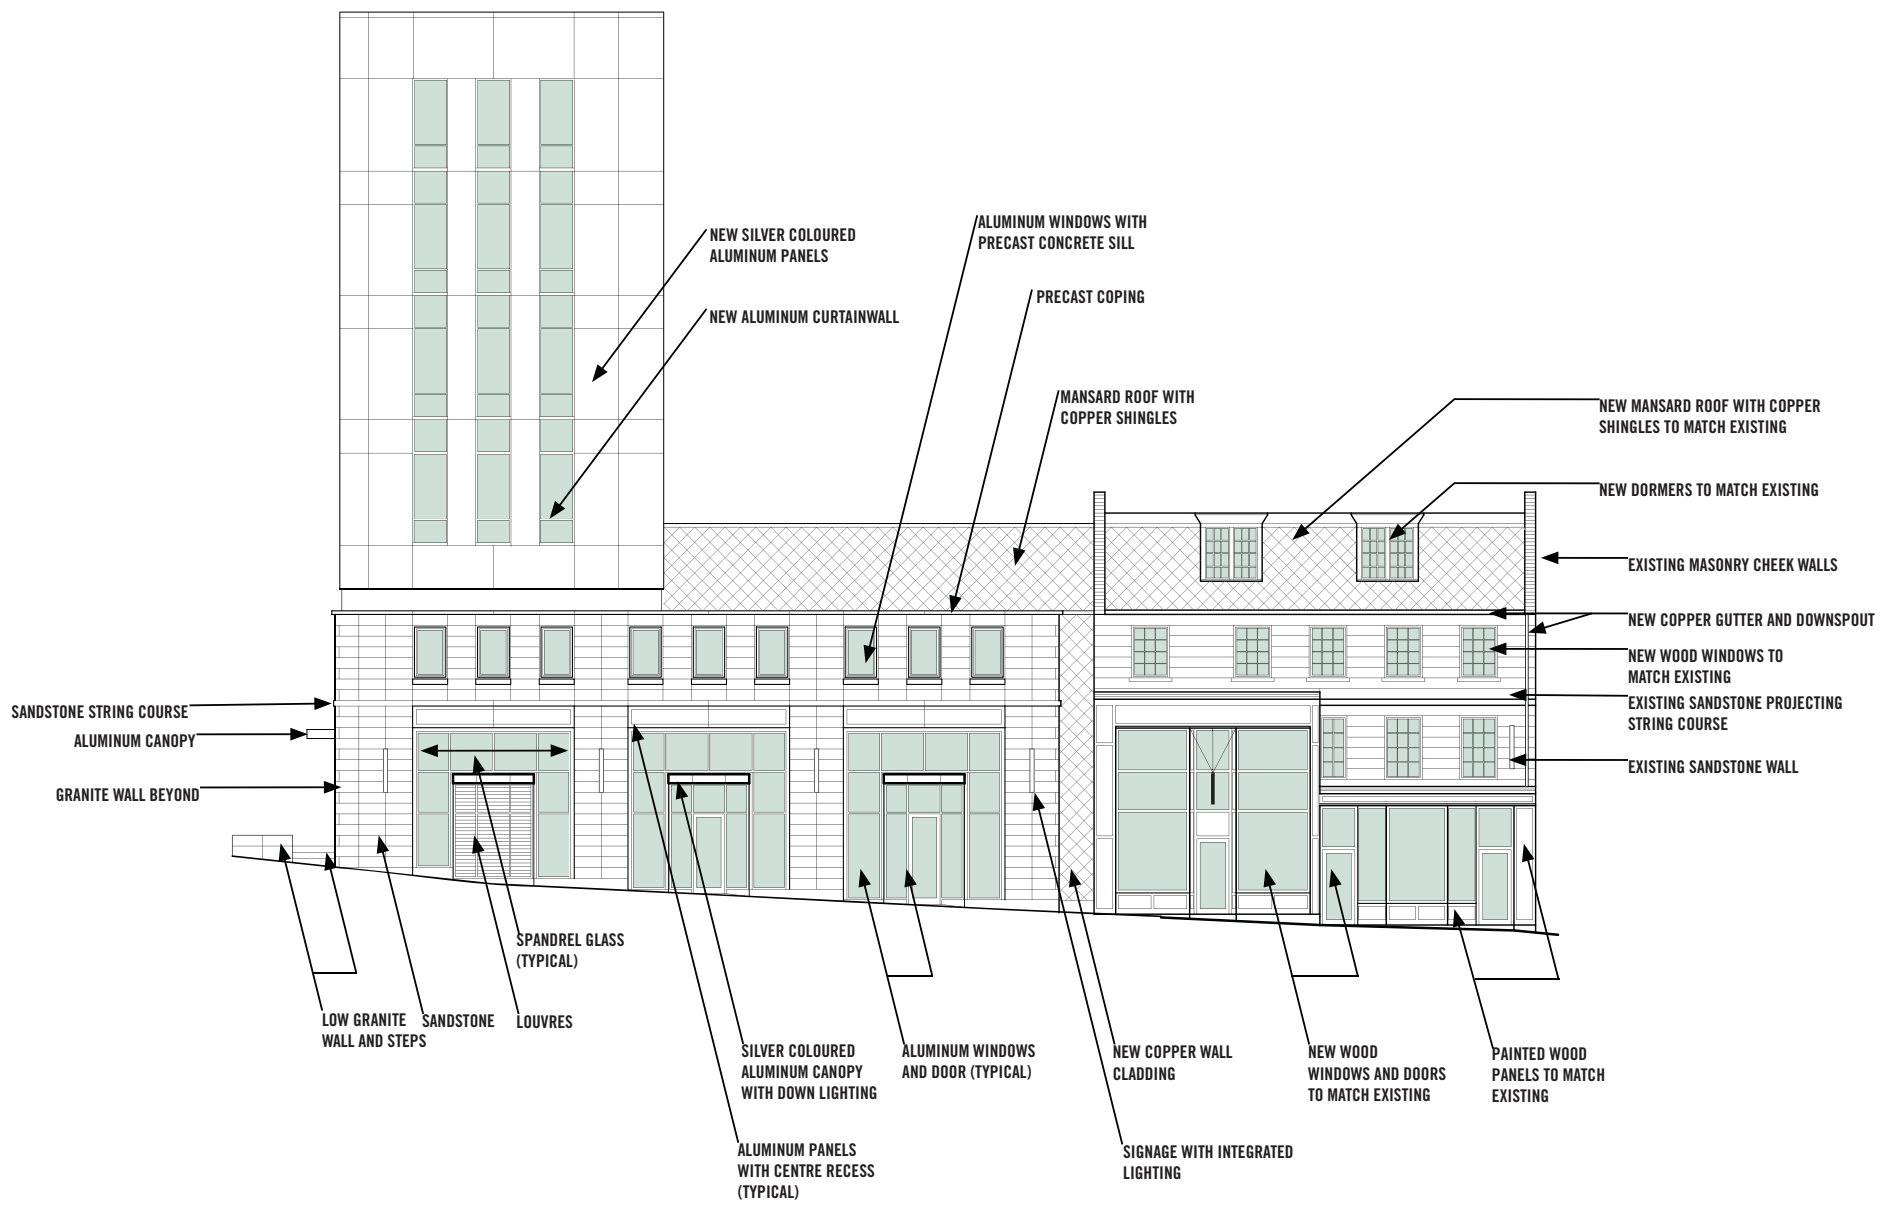 NEW SILVER COLOURED
ALUMINUM PANELS
NEW ALUMINUM CURTAINWALL
ALUMINUM WINDOWS WITH
PRECAST CONCRETE SILL
PRECAST COPING
MANSARD ROOF WITH
COPPER SHINGLES
NEW MANSARD ROOF WITH COPPER
SHINGLES TO MATCH EXISTING
NEW DORMERS TO MATCH EXISTING
EXISTING MASONRY CHEEK WALLS
NEW COPPER GUTTER AND DOWNSPOUT
NEW WOOD WINDOWS TO
MATCH EXISTING
EXISTING SANDSTONE PROJECTING
STRING COURSE
EXISTING SANDSTONE WALL
SANDSTONE STRING COURSE
ALUMINUM CANOPY
GRANITE WALL BEYOND
LOW GRANITE
WALL AND STEPS
SANDSTONE
SPANDREL GLASS
(TYPICAL)
LOUVRES
SILVER COLOURED
ALUMINUM CANOPY
WITH DOWN LIGHTING
ALUMINUM PANELS
WITH CENTRE RECESS
(TYPICAL)
ALUMINUM WINDOWS
AND DOOR (TYPICAL)
NEW COPPER WALL
CLADDING
SIGNAGE WITH INTEGRATED
LIGHTING
NEW WOOD
WINDOWS AND DOORS
TO MATCH EXISTING
PAINTED WOOD
PANELS TO MATCH
EXISTING